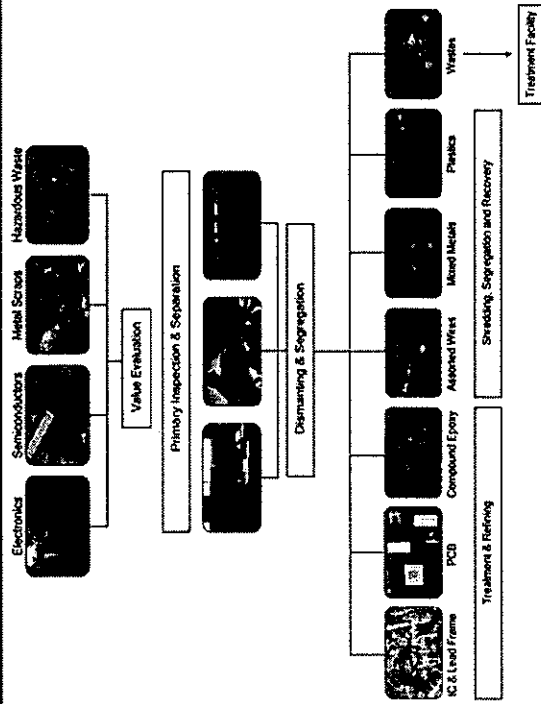 Electronics
Semiconductors
Metal Scraps
Hazardous Waste
Value Evaluation
Primary Inspection & Separation
Dismanting & Segregation
IC & Lead Frame
PCB
Compound Epoxy
Assorted Wires
Mixed Metals
Plastics
Wastes
Treatment & Refining
Shredding, Segregation and Recovery
Treatment Facility